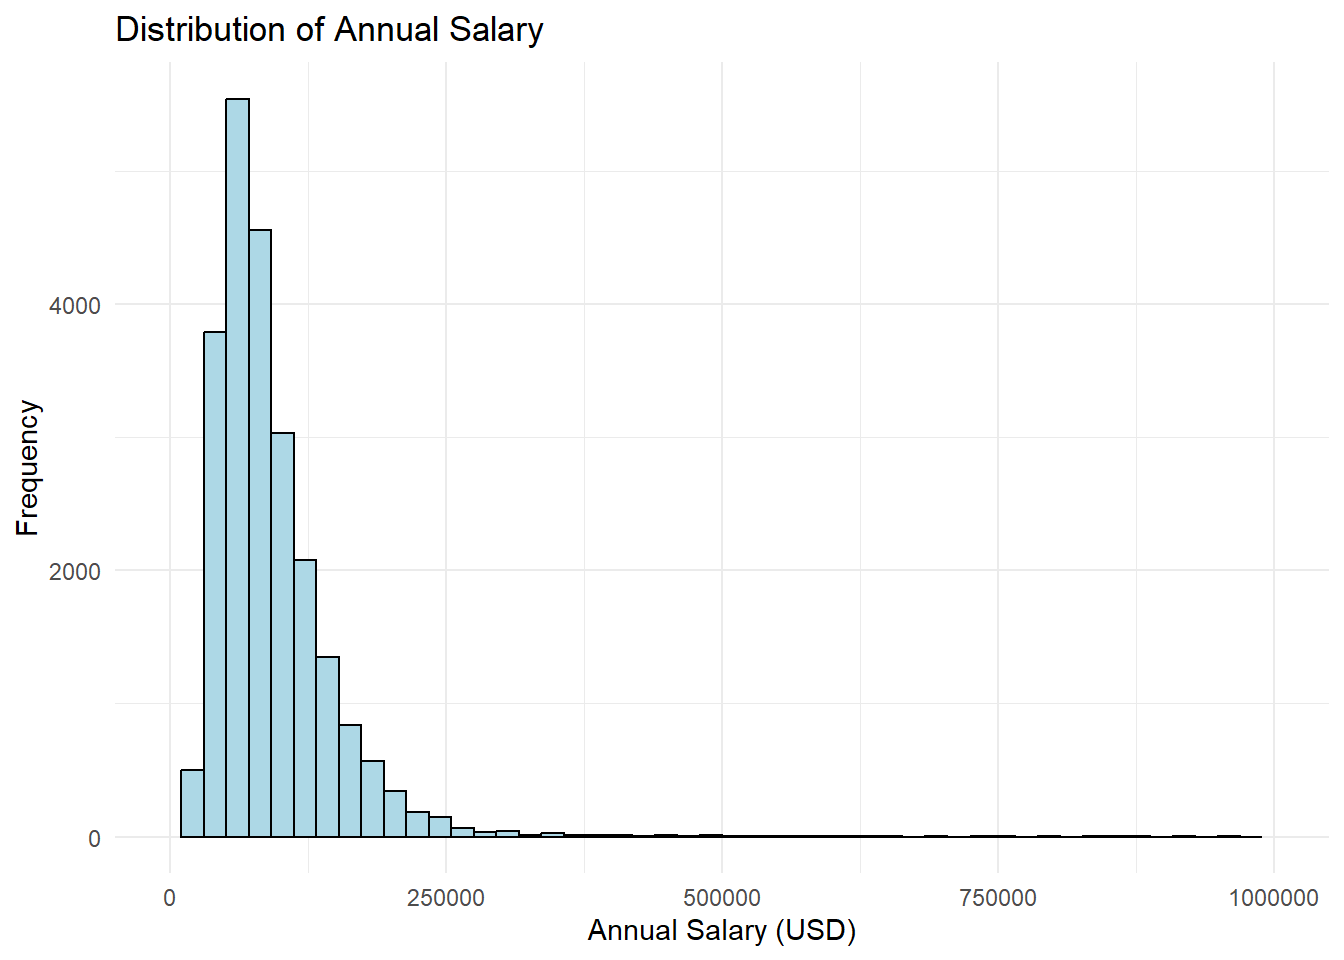 Distribution of Annual Salary
Frequency
4000
2000
0
0 250000 500000 750000 1000000
Annual Salary (USD)